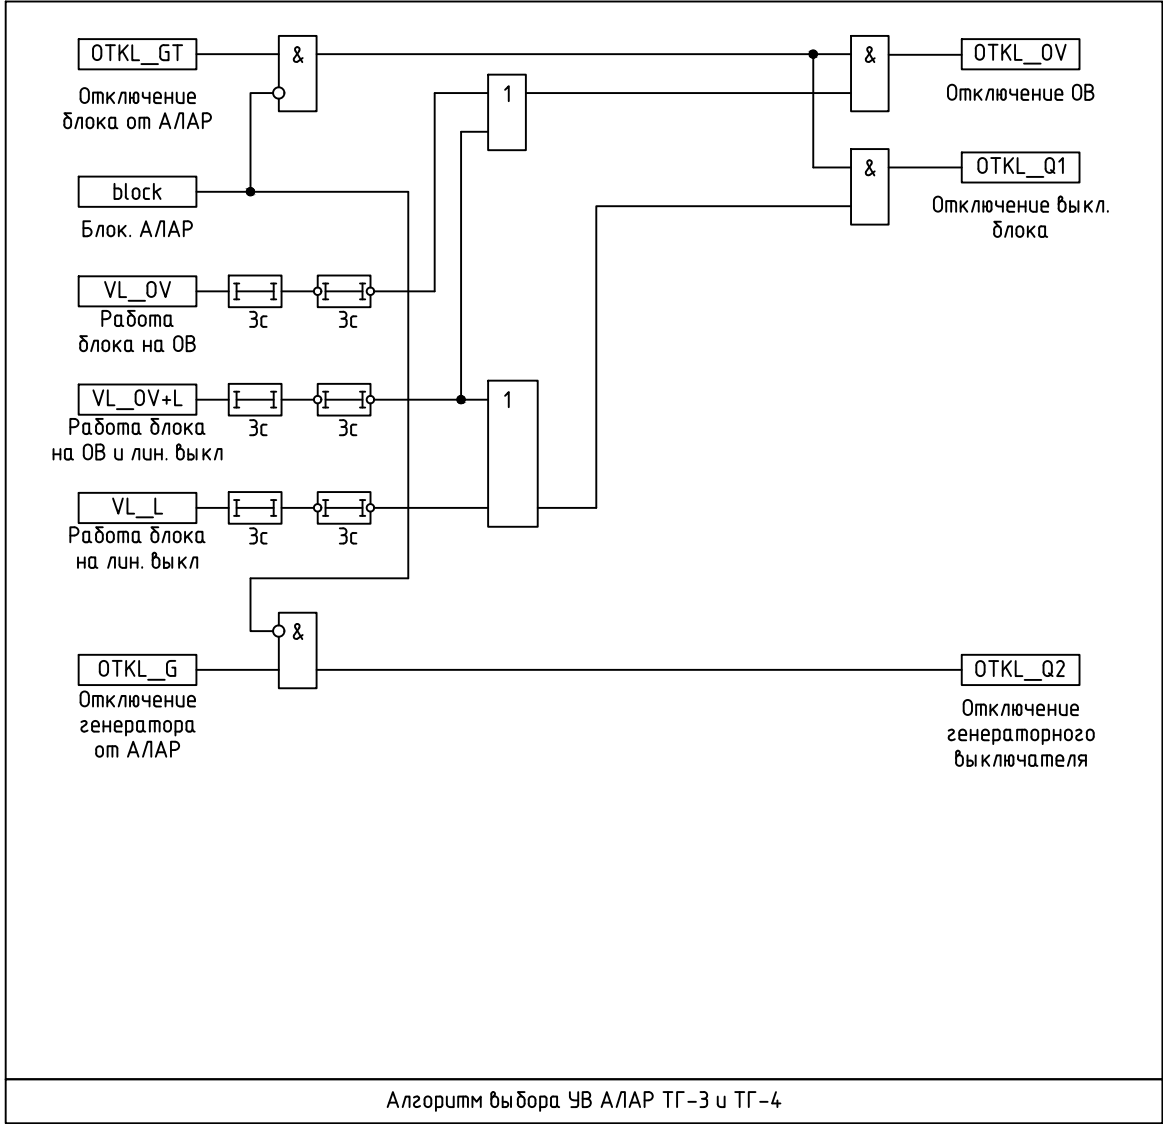 OTKL_GT
Отключение
блока от АЛАР
&
1
&
OTKL_OV
Отключение ОВ
block
Блок. АЛАР
&
OTKL_Q1
Отключение выкл.
блока
VL_OV
Работа
блока на ОВ
3с
3с
VL_OV+L
Работа блока
на ОВ и лин. выкл
3с
3с
1
VL_L
Работа блока
на лин. выкл
3с
3с
&
OTKL_G
Отключение
генератора
от АЛАР
OTKL_Q2
Отключение
генераторного
выключателя
Алгоритм выбора УВ АЛАР ТГ-3 и ТГ-4